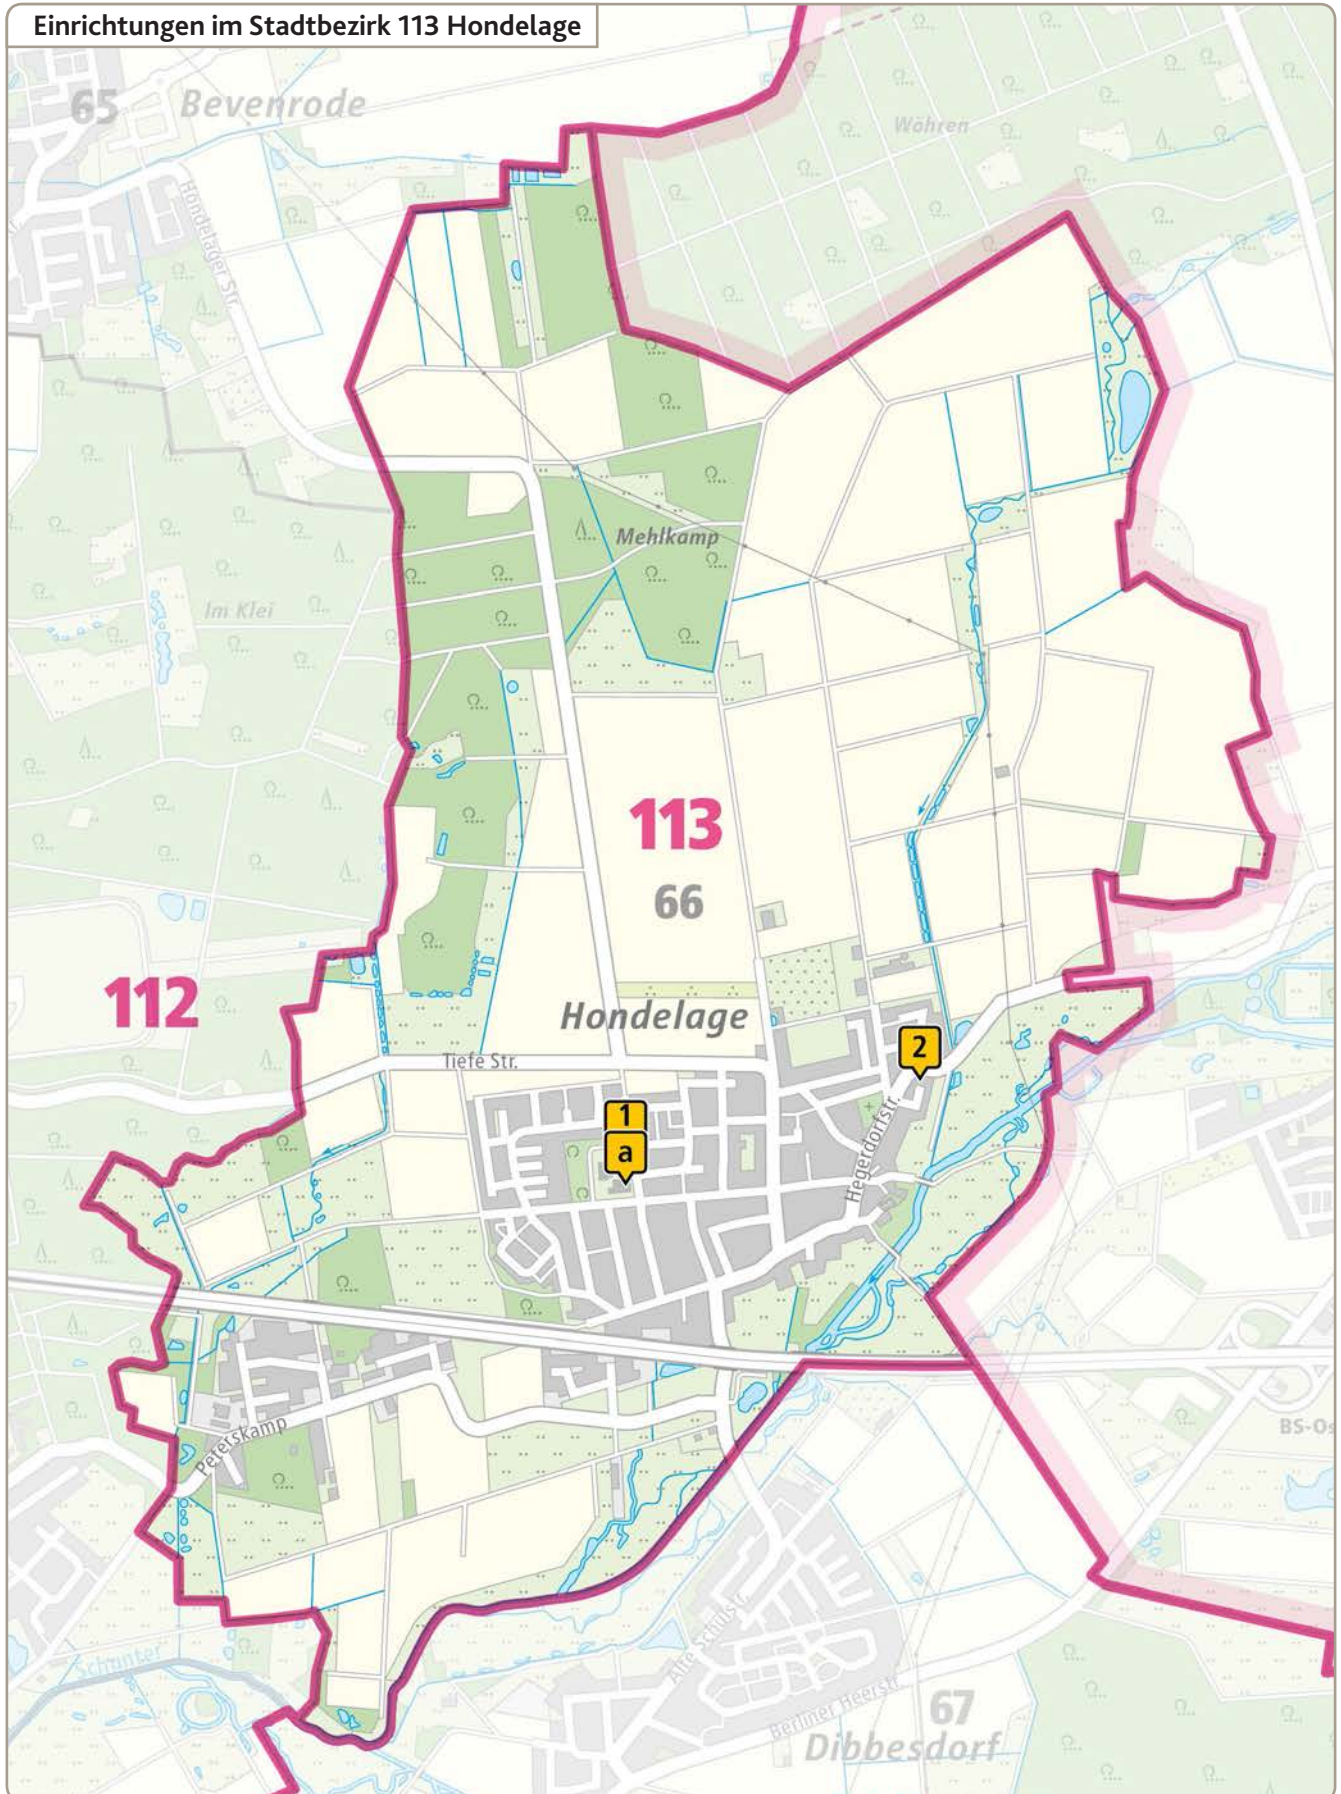 Einrichtungen im Stadtbezirk 113 Hondelage
65
Bevenrode
Wöhren
Hondelager Str.
Mehlkamp
Im Klei
113
66
112
Hondelage
Tiefe Str.
2
1
a
Hegerdorfstr.
Peterskamp
BS-Os
Schunter
Alte Schulstr.
Berliner Heerstr.
67
Dibbesdorf